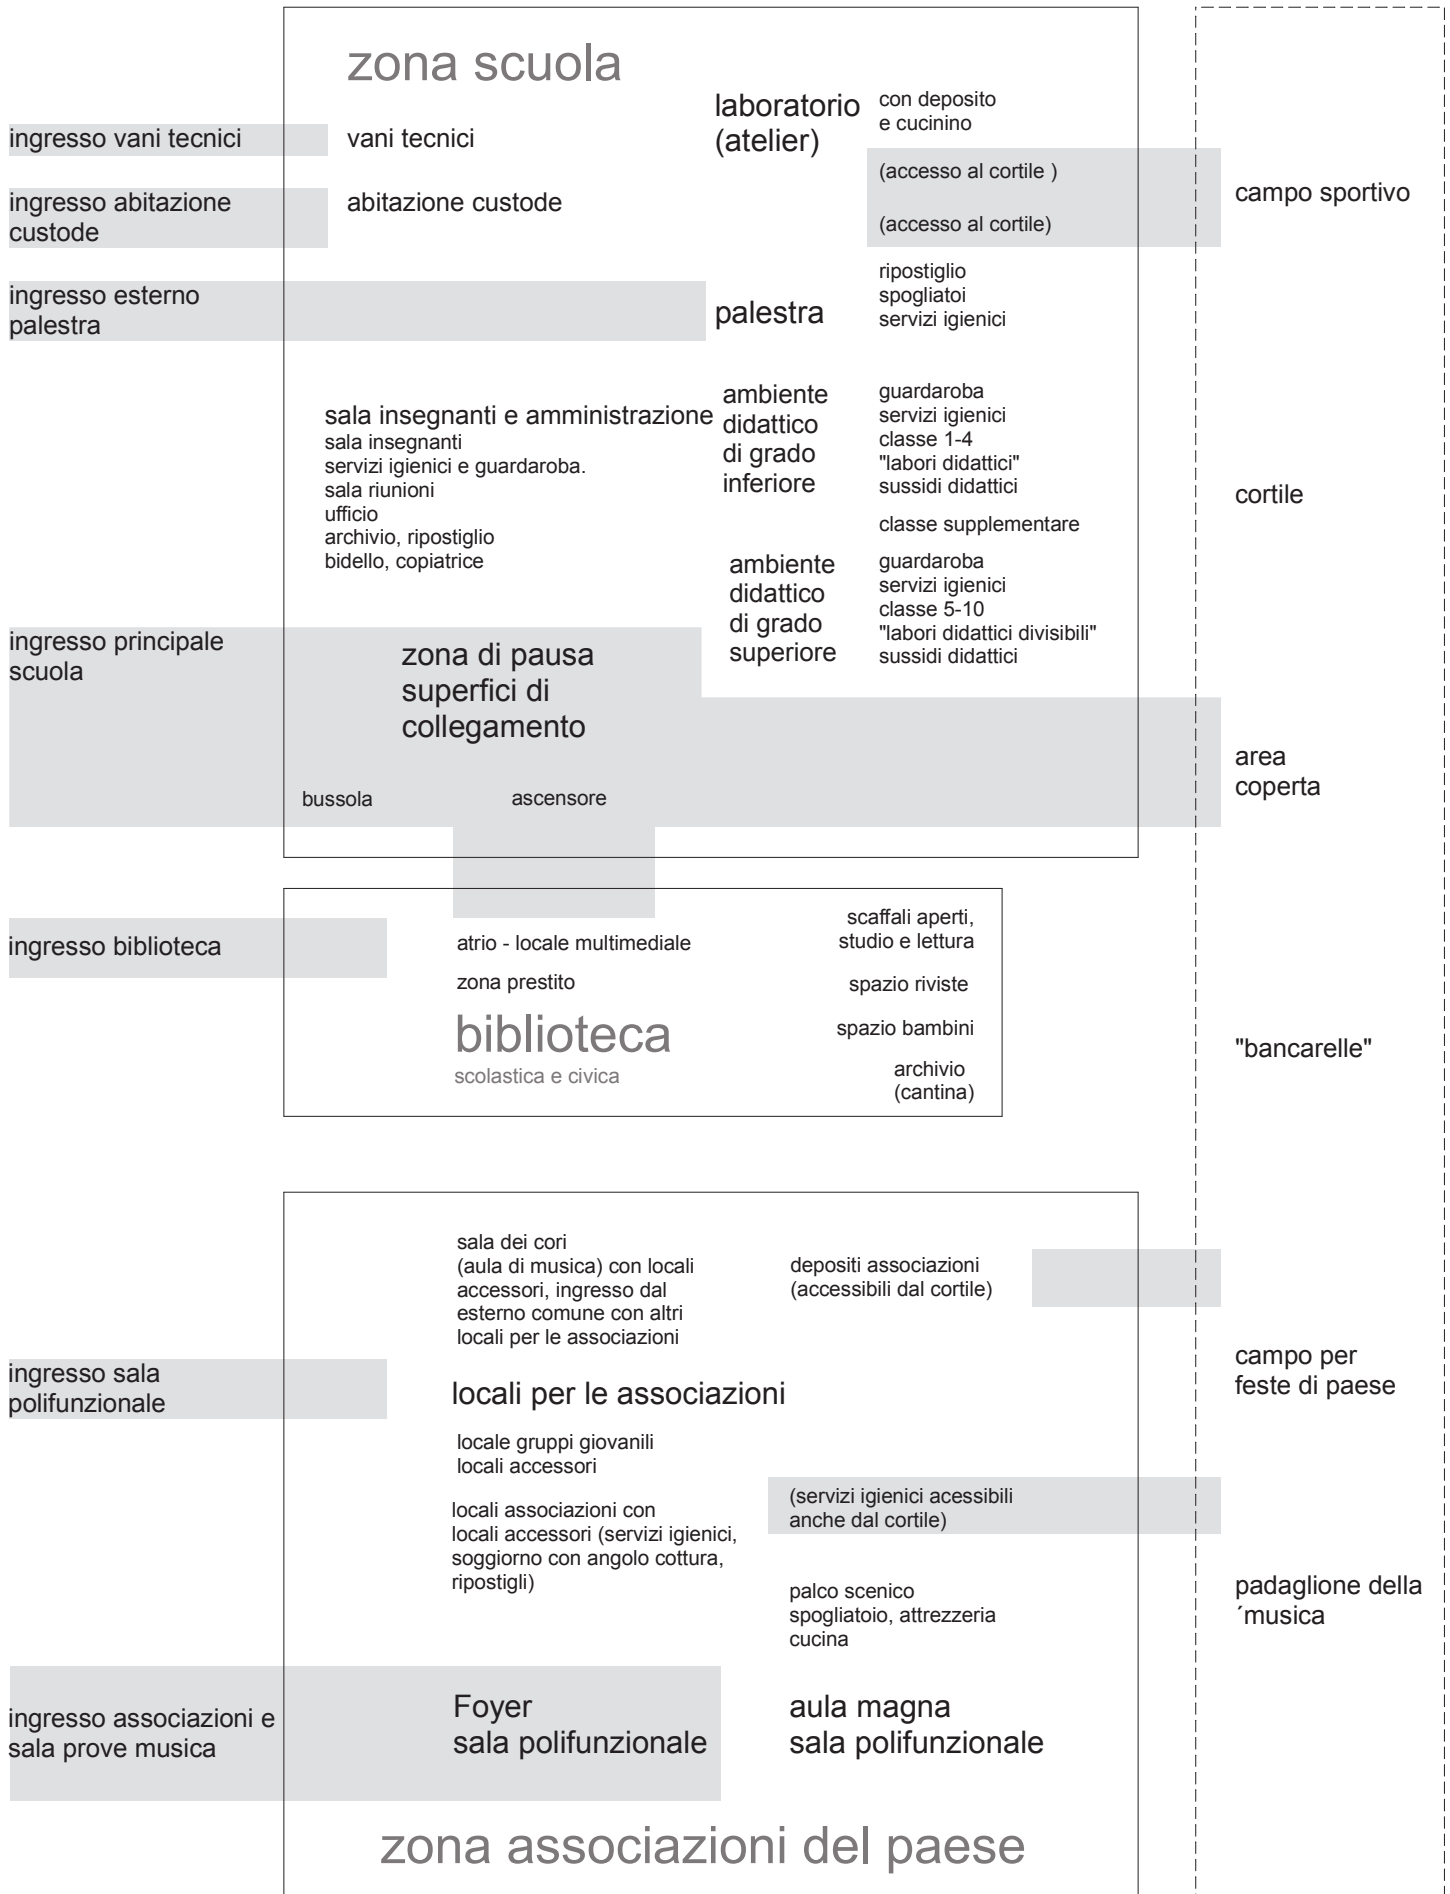 zona scuola
ingresso vani tecnici
vani tecnici
laboratorio
(atelier)
con deposito
e cucinino
(accesso al cortile )
(accesso al cortile)
campo sportivo
ingresso abitazione
custode
abitazione custode
ingresso esterno
palestra
palestra
ripostiglio
spogliatoi
servizi igienici
sala insegnanti e amministrazione
sala insegnanti
servizi igienici e guardaroba.
sala riunioni
ufficio
archivio, ripostiglio
bidello, copiatrice
ambiente
didattico
di grado
inferiore
guardaroba
servizi igienici
classe 1-4
"labori didattici"
sussidi didattici
classe supplementare
cortile
ambiente
didattico
di grado
superiore
guardaroba
servizi igienici
classe 5-10
"labori didattici divisibili"
sussidi didattici
ingresso principale
scuola
zona di pausa
superfici di
collegamento
bussola
ascensore
area
coperta
ingresso biblioteca
atrio - locale multimediale
zona prestito
biblioteca
scolastica e civica
scaffali aperti,
studio e lettura
spazio riviste
spazio bambini
archivio
(cantina)
"bancarelle"
sala dei cori
(aula di musica) con locali
accessori, ingresso dal
esterno comune con altri
locali per le associazioni
depositi associazioni
(accessibili dal cortile)
ingresso sala
polifunzionale
locali per le associazioni
campo per
feste di paese
locale gruppi giovanili
locali accessori
locali associazioni con
locali accessori (servizi igienici,
soggiorno con angolo cottura,
ripostigli)
(servizi igienici acessibili
anche dal cortile)
palco scenico
spogliatoio, attrezzeria
cucina
padaglione della
´musica
ingresso associazioni e
sala prove musica
Foyer
sala polifunzionale
aula magna
sala polifunzionale
zona associazioni del paese